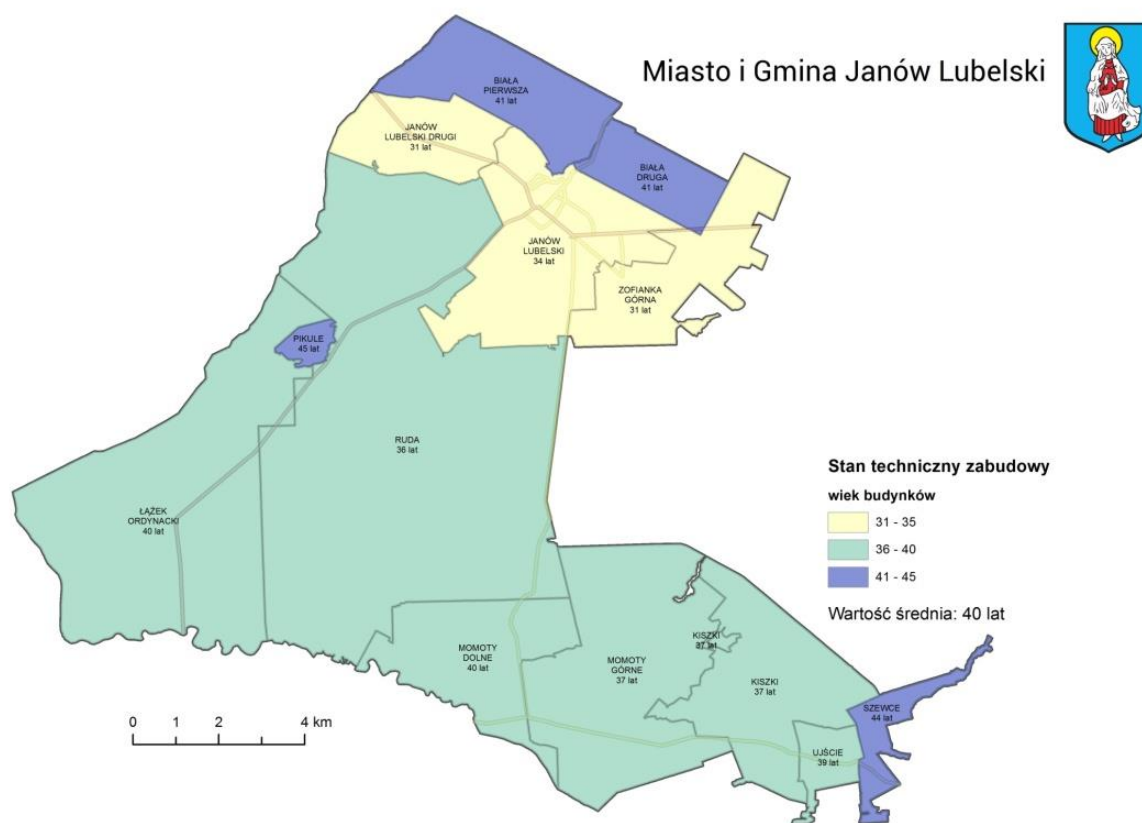 Miasto i Gmina Janów Lubelski
BIAŁA
PIERWSZA
41 lat
JANÓW
LUBELSKI DRUGI
31 lat
BIAŁA
DRUGA
41 lat
JANÓW
LUBELSKI
34 lat
ZOFIANKA
GÓRNA
31 lat
PIKULE
45 lat
RUDA
36 lat
ŁĄŻEK
ORDYNACKI
40 lat
Stan techniczny zabudowy
wiek budynków
31 - 35
36 - 40
41 - 45
Wartość średnia: 40 lat
MOMOTY
DOLNE
40 lat
MOMOTY
GÓRNE
37 lat
KISZKI
37 lat
KISZKI
37 lat
SZEWCE
44 lat
UJŚCIE
39 lat
0 1 2 4 km